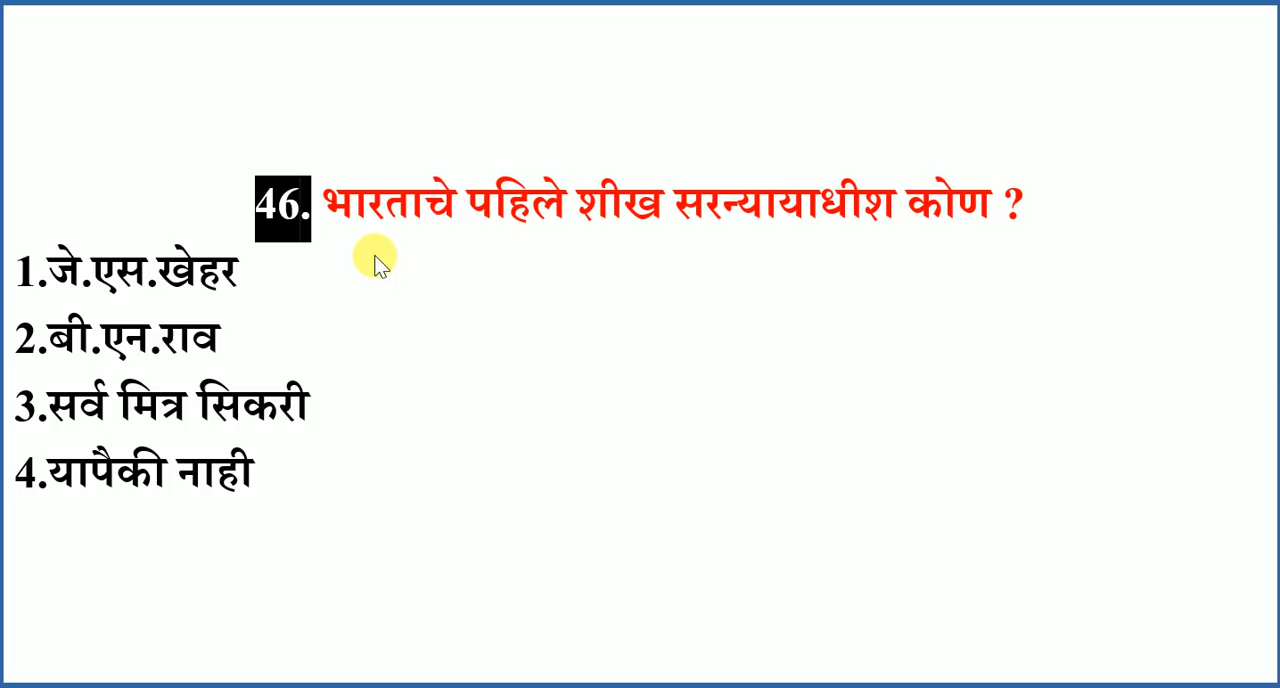 46. भारताचे पहिले शीख सरन्यायाधीश कोण ?
1.जे.एस.खेहर
2.बी.एन.राव
3.सर्व मित्र सिकरी
4.यापैकी नाही